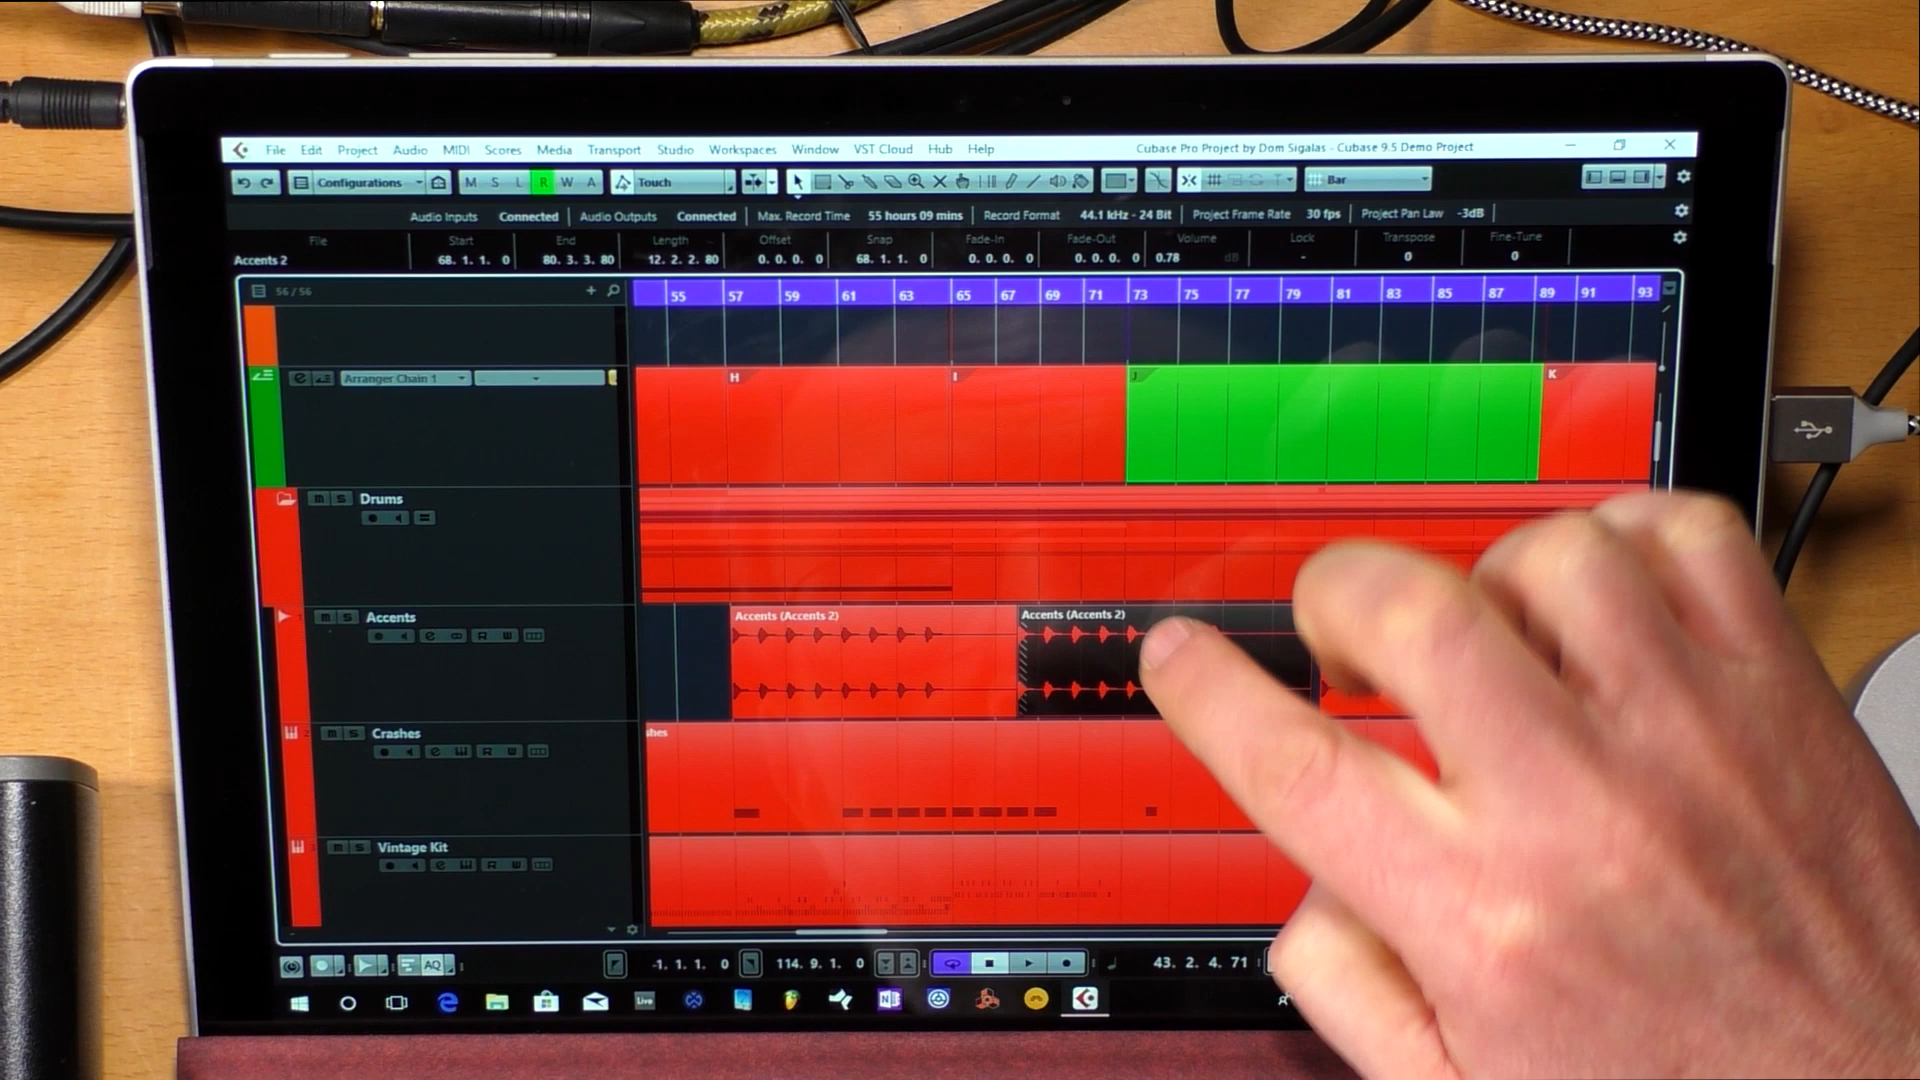 File Edit Project Audio MIDI Scores Media Transport Studio Workspaces Window VST Cloud Hub Help Cubase Pro Project by Dom Sigalas - Cubase 9.5 Demo Project
Configurations M S L R W A Touch Bar
Audio Inputs Connected Audio Outputs Connected Max. Record Time 55 hours 09 mins Record Format 44.1 kHz - 24 Bit Project Frame Rate 30 fps Project Pan Law -3dB
File Start End Length Offset Snap Fade-In Fade-Out Volume Lock Transpose Fine-Tune
Accents 2 68. 1. 1. 0 80. 3. 3. 80 12. 2. 2. 80 0. 0. 0. 0 68. 1. 1. 0 0. 0. 0. 0 0. 0. 0. 0 0.78 dB - 0 0
56 / 56 55 57 59 61 63 65 67 69 71 73 75 77 79 81 83 85 87 89 91 93
Arranger Chain 1 H I J K
m S Drums
m S Accents Accents (Accents 2) Accents (Accents 2)
e R W
m S Crashes shes
e R W
m S Vintage Kit
e R W
AQ -1. 1. 1. 0 114. 9. 1. 0 43. 2. 4. 71
Live N